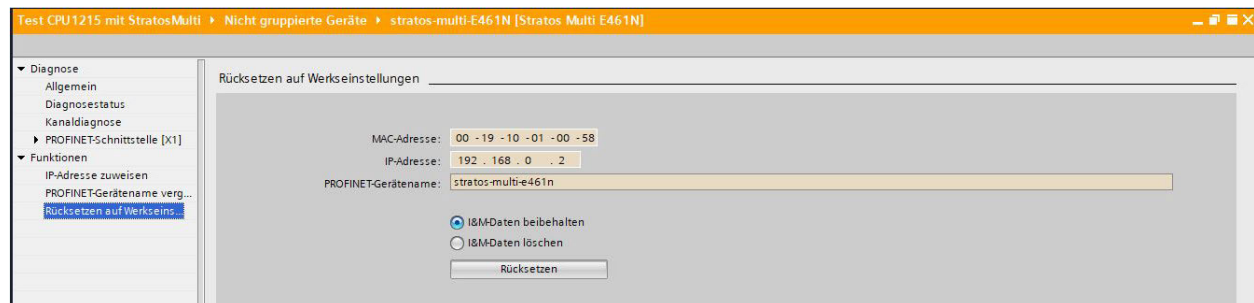 Test CPU1215 mit StratosMulti ▸ Nicht gruppierte Geräte ▸ stratos-multi-E461N [Stratos Multi E461N]
Diagnose
Allgemein
Diagnosestatus
Kanaldiagnose
PROFINET-Schnittstelle [X1]
Funktionen
IP-Adresse zuweisen
PROFINET-Gerätename verg...
Rücksetzen auf Werkseins...
Rücksetzen auf Werkseinstellungen
MAC-Adresse: 00 -19 -10 -01 -00 -58
IP-Adresse: 192 . 168 . 0 . 2
PROFINET-Gerätename: stratos-multi-e461n
I&M-Daten beibehalten
I&M-Daten löschen
Rücksetzen